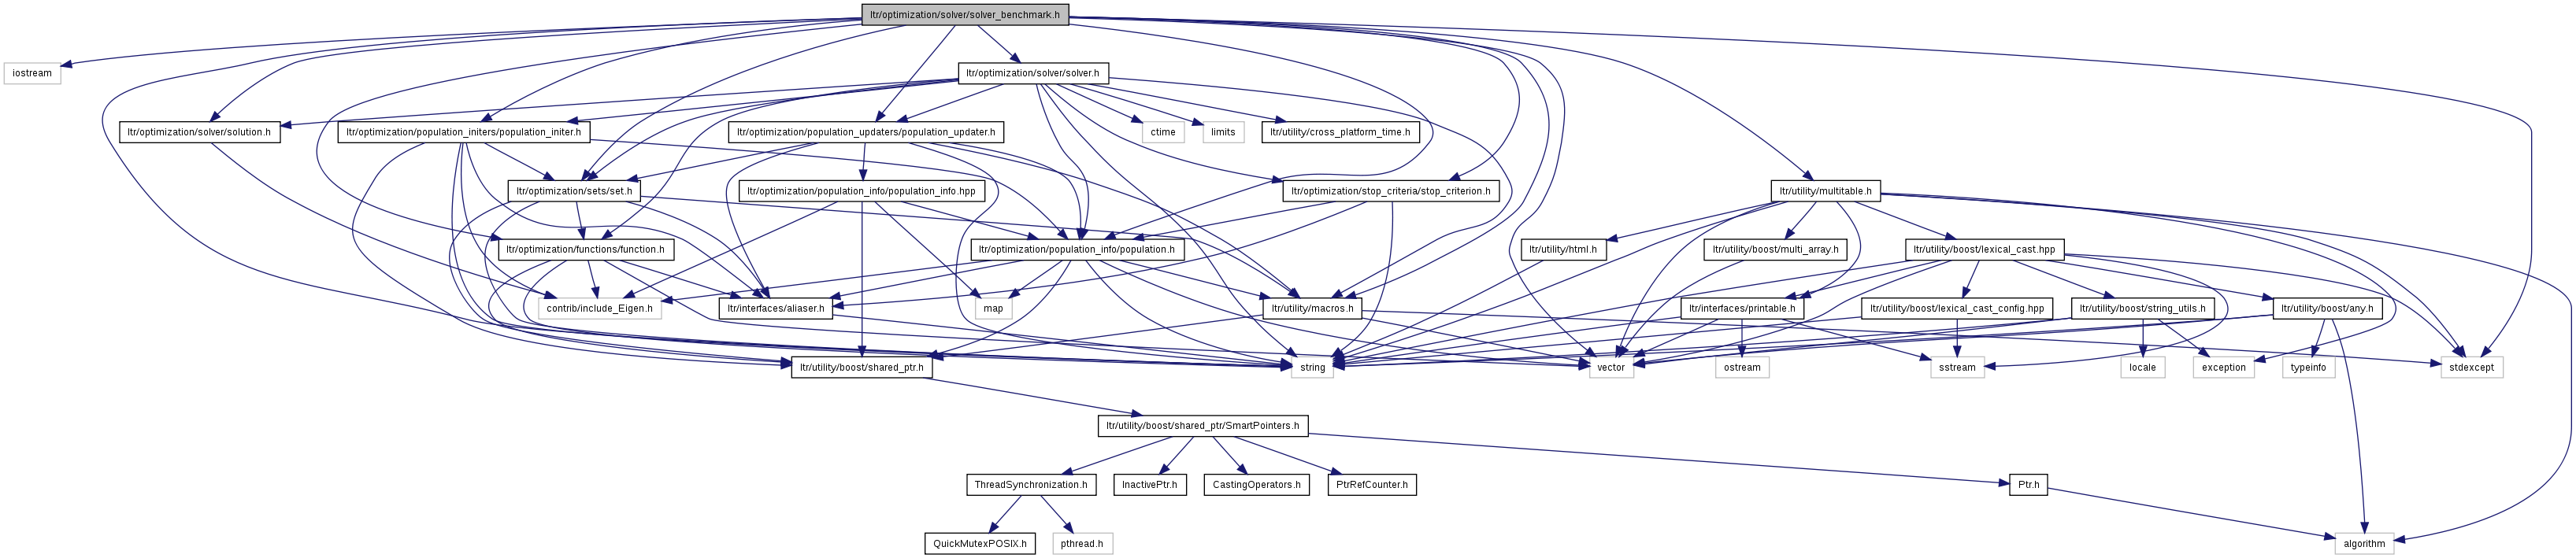 ltr/optimization/solver/solver_benchmark.h
iostream
ltr/optimization/solver/solver.h
ltr/optimization/solver/solution.h
ltr/optimization/population_initers/population_initer.h
ltr/optimization/population_updaters/population_updater.h
ctime
limits
ltr/utility/cross_platform_time.h
ltr/optimization/sets/set.h
ltr/optimization/population_info/population_info.hpp
ltr/optimization/stop_criteria/stop_criterion.h
ltr/utility/multitable.h
ltr/optimization/functions/function.h
ltr/optimization/population_info/population.h
ltr/utility/html.h
ltr/utility/boost/multi_array.h
ltr/utility/boost/lexical_cast.hpp
contrib/include_Eigen.h
ltr/interfaces/aliaser.h
map
ltr/utility/macros.h
ltr/interfaces/printable.h
ltr/utility/boost/lexical_cast_config.hpp
ltr/utility/boost/string_utils.h
ltr/utility/boost/any.h
ltr/utility/boost/shared_ptr.h
string
vector
ostream
sstream
locale
exception
typeinfo
stdexcept
ltr/utility/boost/shared_ptr/SmartPointers.h
ThreadSynchronization.h
InactivePtr.h
CastingOperators.h
PtrRefCounter.h
Ptr.h
QuickMutexPOSIX.h
pthread.h
algorithm